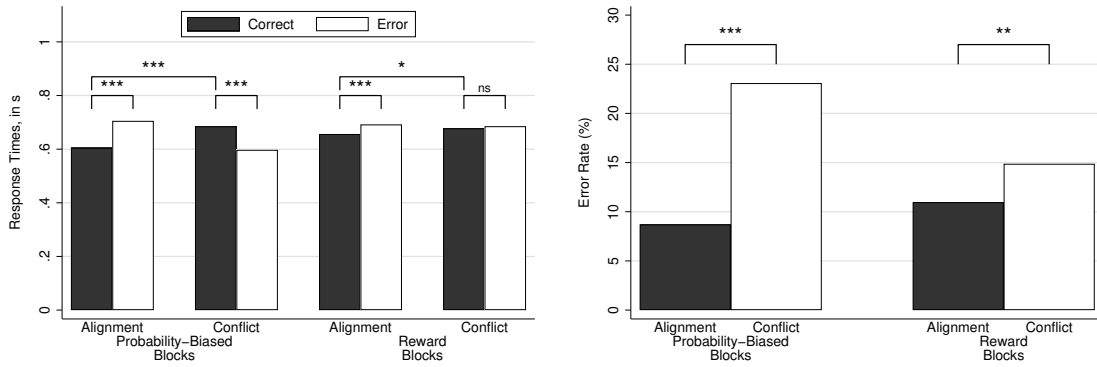 Correct Error
*** *
*** *** *** ns
Response Times, in s
1
.8
.6
.4
.2
0
Alignment Conflict Alignment Conflict
Probability−Biased Reward
Blocks Blocks
*** **
Error Rate (%)
30
25
20
15
10
5
0
Alignment Conflict Alignment Conflict
Probability−Biased Reward
Blocks Blocks